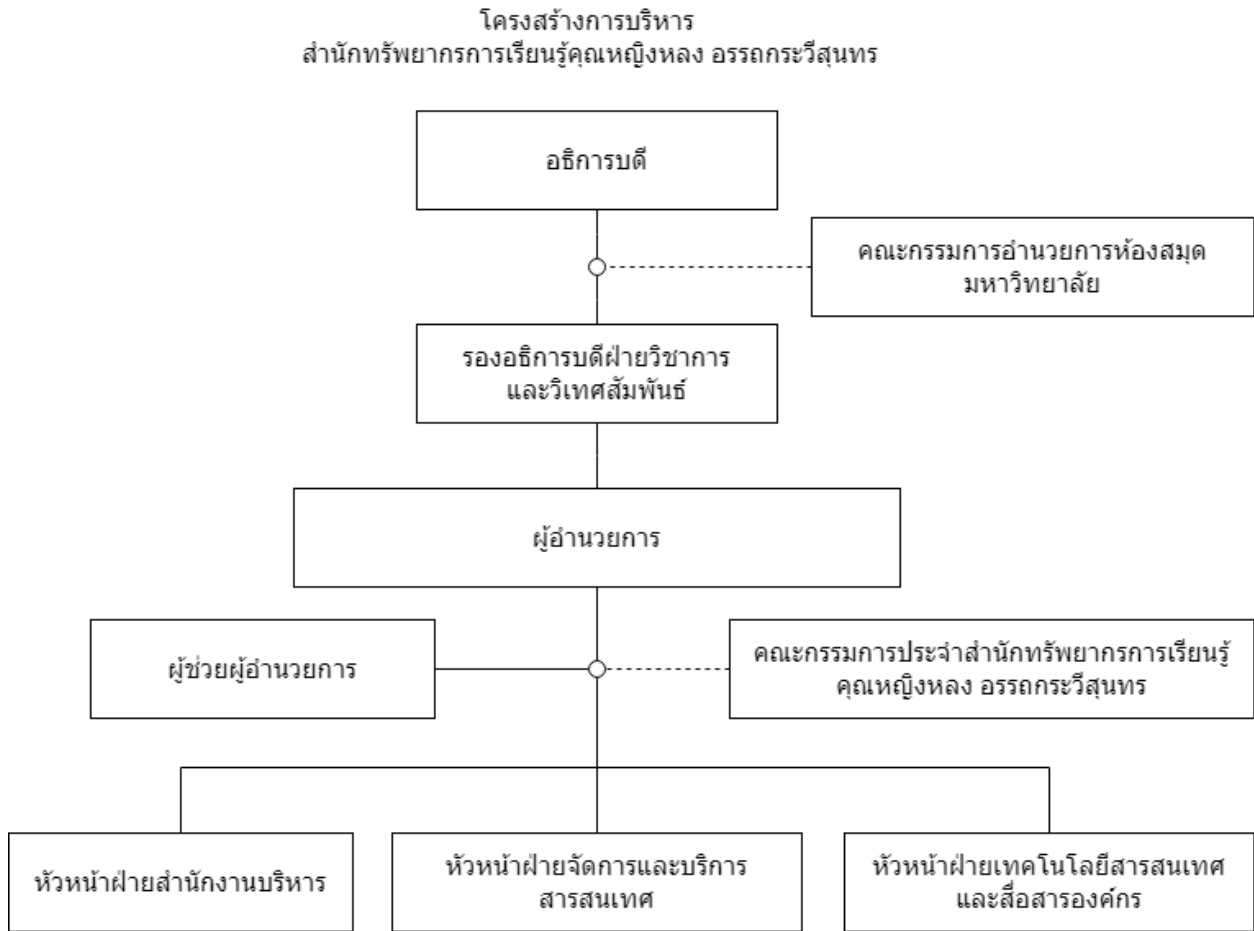 โครงสร้างการบริหาร
สำนักทรัพยากรการเรียนรู้คุณหญิงหลง อรรถกระวีสุนทร
อธิการบดี
คณะกรรมการอำนวยการห้องสมุด
มหาวิทยาลัย
รองอธิการบดีฝ่ายวิชาการ
และวิเทศสัมพันธ์
ผู้อำนวยการ
ผู้ช่วยผู้อำนวยการ
คณะกรรมการประจำสำนักทรัพยากรการเรียนรู้
คุณหญิงหลง อรรถกระวีสุนทร
หัวหน้าฝ่ายสำนักงานบริหาร
หัวหน้าฝ่ายจัดการและบริการ
สารสนเทศ
หัวหน้าฝ่ายเทคโนโลยีสารสนเทศ
และสื่อสารองค์กร